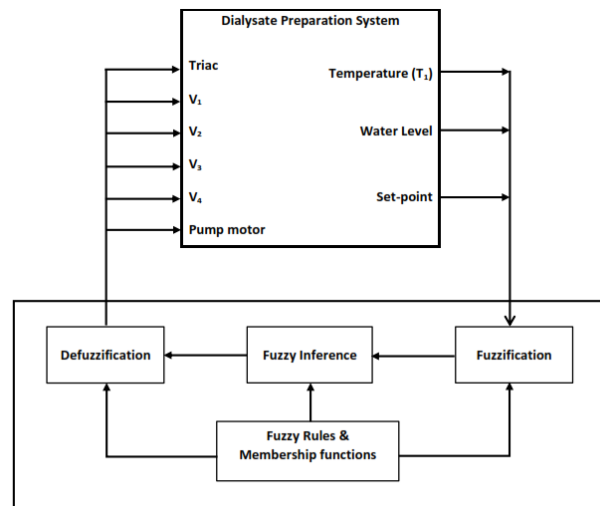 Dialysate Preparation System
Triac
Temperature (T₁)
V₁
V₂
Water Level
V₃
V₄
Set-point
Pump motor
Defuzzification
Fuzzy Inference
Fuzzification
Fuzzy Rules &
Membership functions